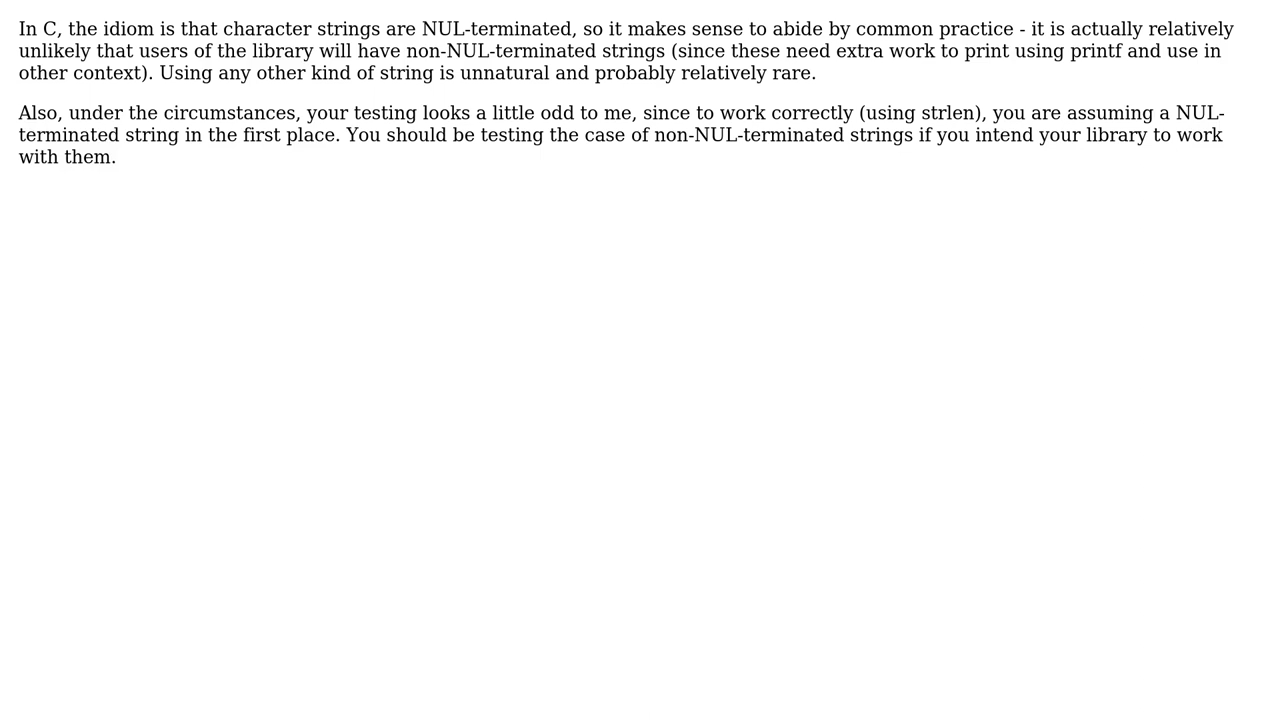 In C, the idiom is that character strings are NUL-terminated, so it makes sense to abide by common practice - it is actually relatively
unlikely that users of the library will have non-NUL-terminated strings (since these need extra work to print using printf and use in
other context). Using any other kind of string is unnatural and probably relatively rare.
Also, under the circumstances, your testing looks a little odd to me, since to work correctly (using strlen), you are assuming a NUL-
terminated string in the first place. You should be testing the case of non-NUL-terminated strings if you intend your library to work
with them.